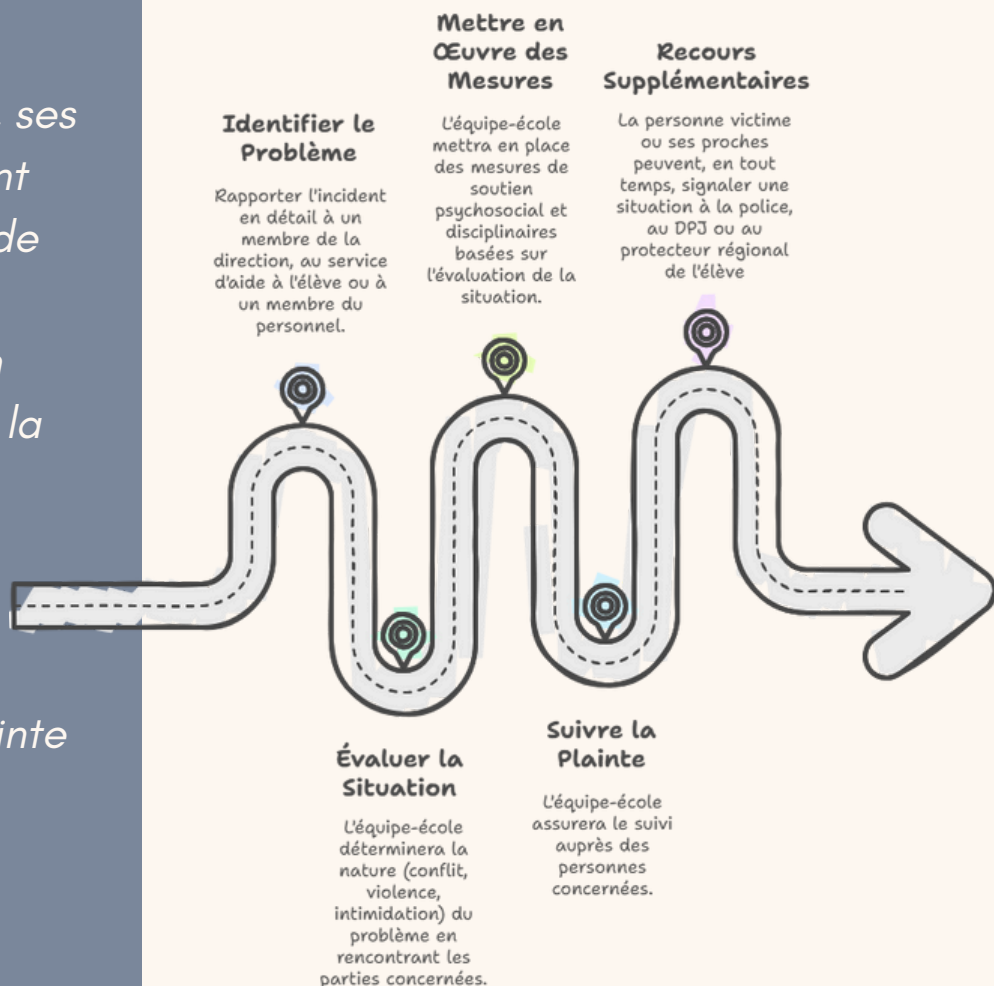 ses
nt
de
la
inte
Identifier le
Problème
Rapporter l'incident
en détail à un
membre de la
direction, au service
d'aide à l'élève ou à
un membre du
personnel.
Évaluer la
Situation
L'équipe-école
déterminera la
nature (conflit,
violence,
intimidation) du
problème en
rencontrant les
parties concernées.
Mettre en
Œuvre des
Mesures
L'équipe-école
mettra en place
des mesures de
soutien
psychosocial et
disciplinaires
basées sur
l'évaluation de la
situation.
Suivre la
Plainte
L'équipe-école
assurera le suivi
auprès des
personnes
concernées.
Recours
Supplémentaires
La personne victime
ou ses proches
peuvent, en tout
temps, signaler une
situation à la police,
au DPJ ou au
protecteur régional
de l'élève